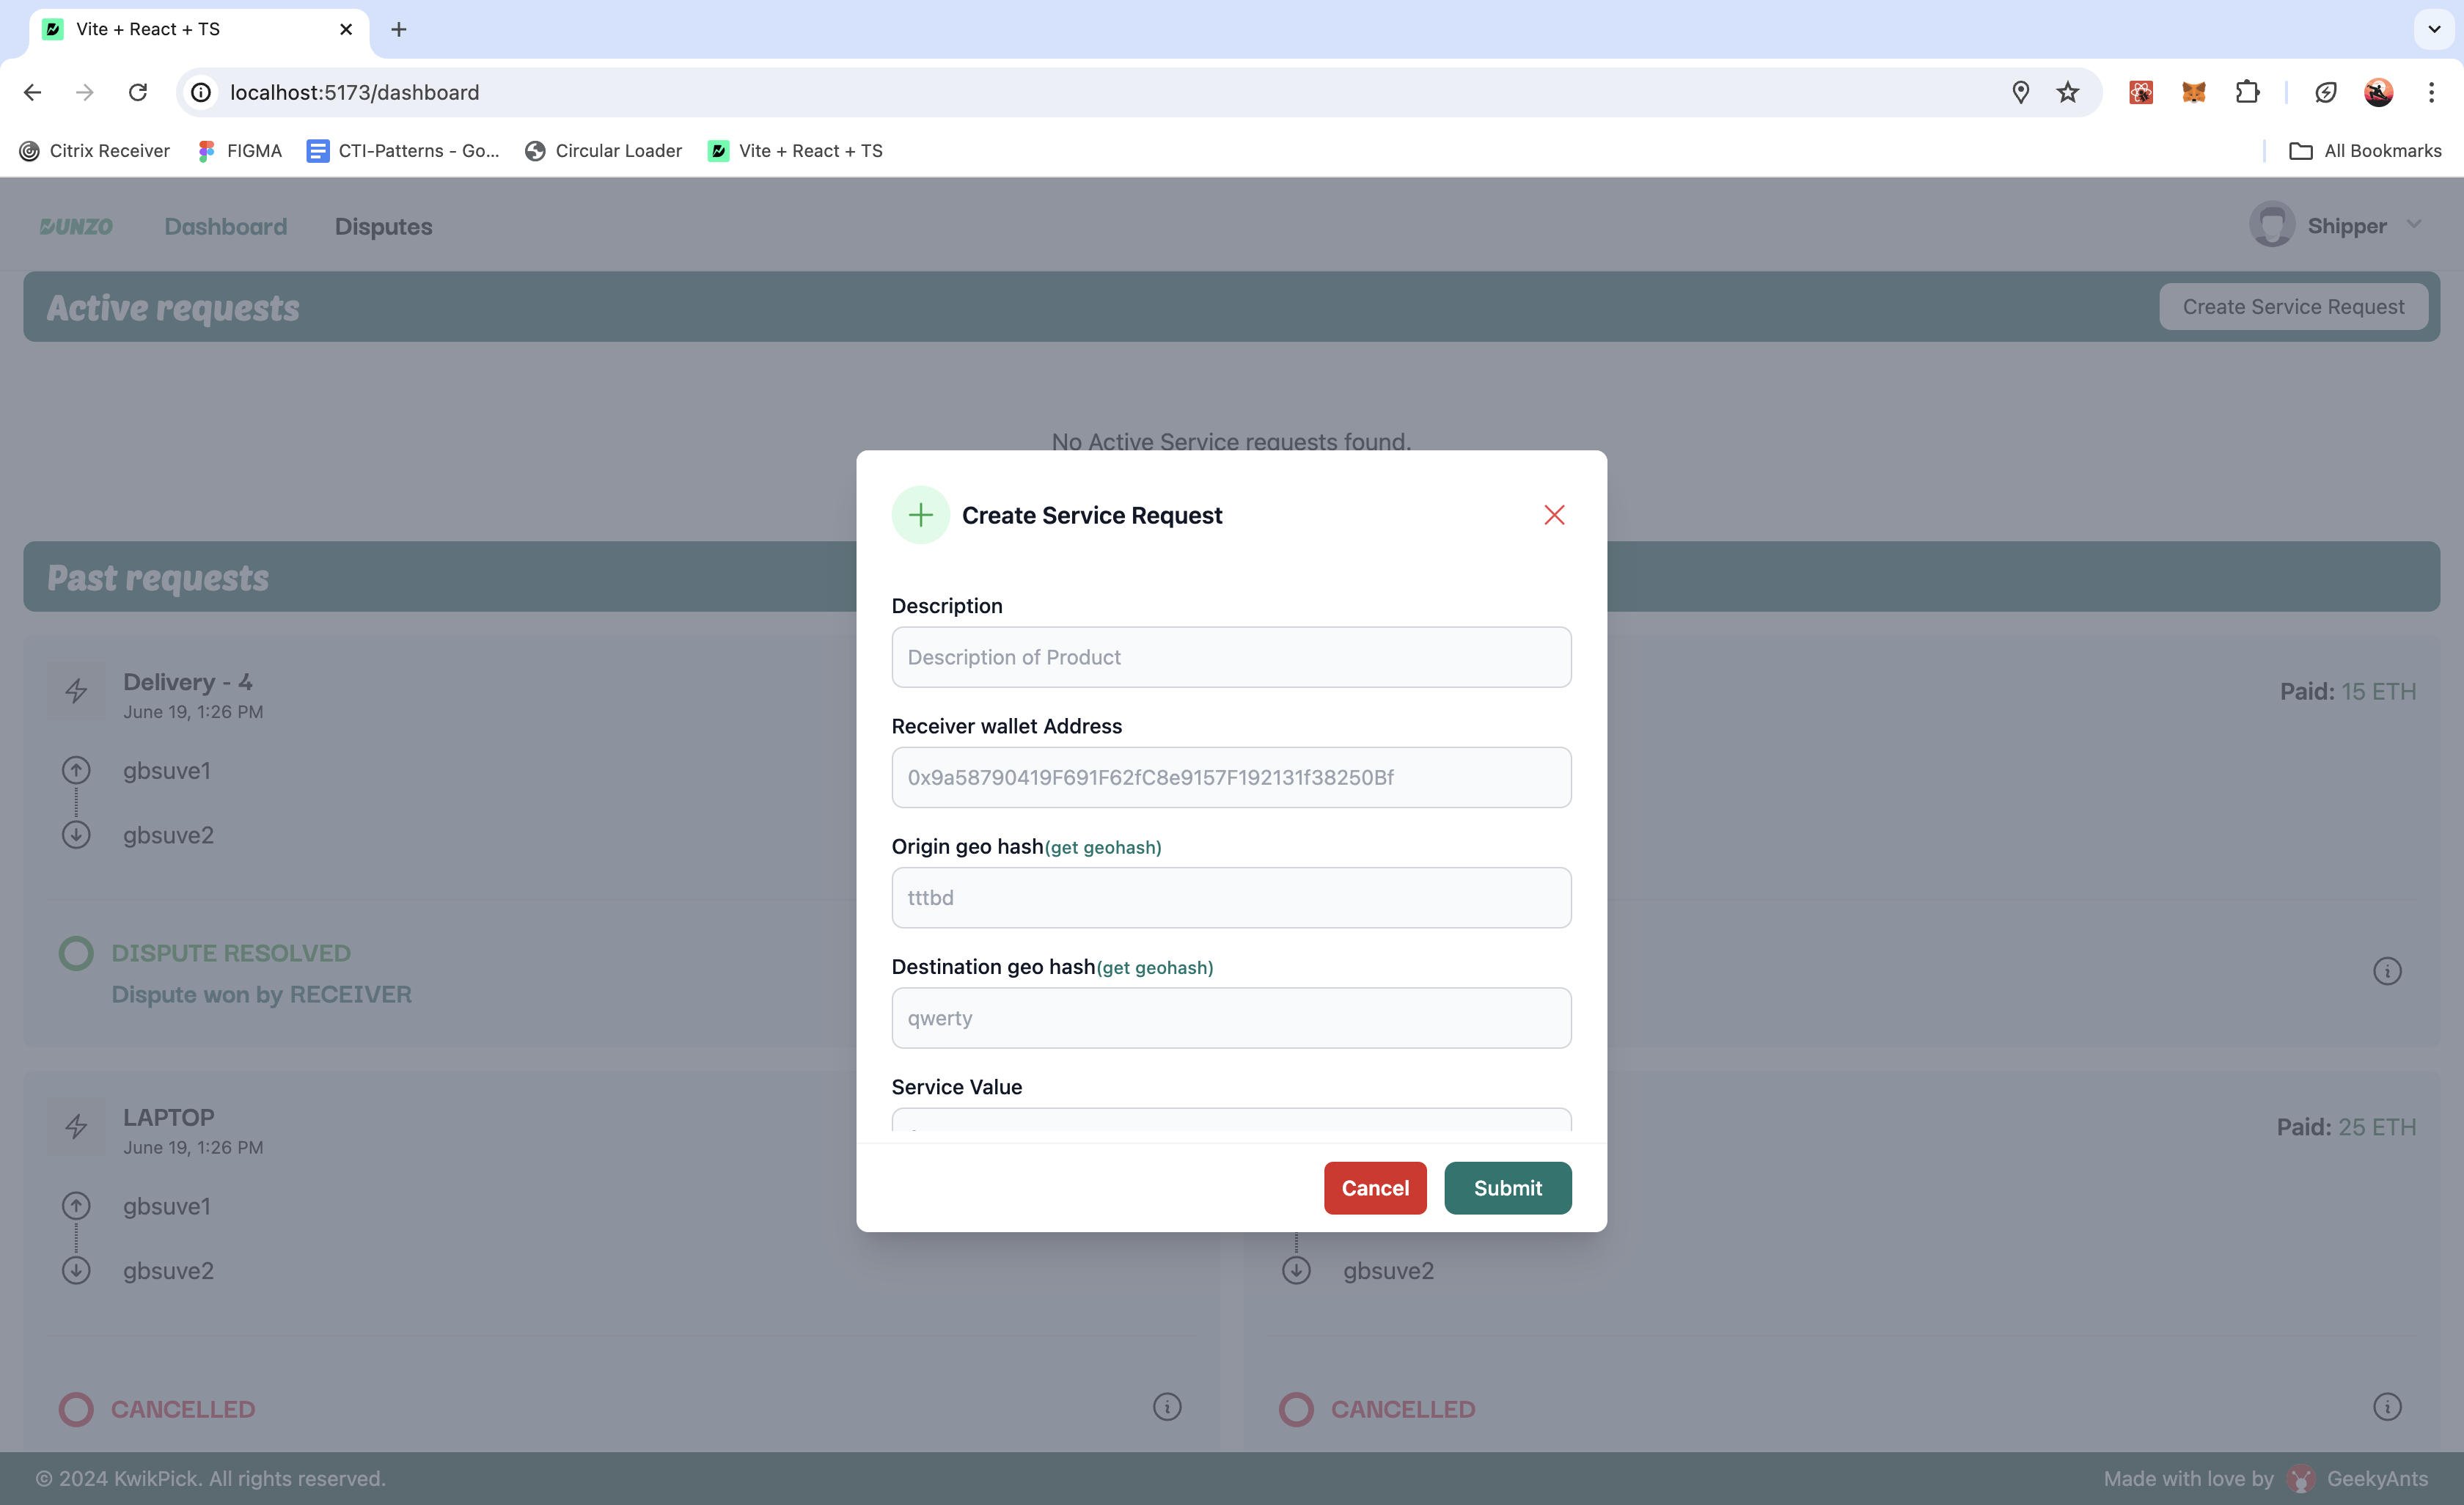 Vite + React + TS
localhost:5173/dashboard
Citrix Receiver FIGMA CTI-Patterns - Go... Circular Loader Vite + React + TS All Bookmarks
DUNZO Dashboard Disputes Shipper
Active requests Create Service Request
No Active Service requests found.
Past requests
Delivery - 4
June 19, 1:26 PM
gbsuve1
gbsuve2
DISPUTE RESOLVED
Dispute won by RECEIVER
Paid: 15 ETH
LAPTOP
June 19, 1:26 PM
gbsuve1
gbsuve2
CANCELLED
Paid: 25 ETH
gbsuve2
CANCELLED
Create Service Request
Description
Description of Product
Receiver wallet Address
0x9a58790419F691F62fC8e9157F192131f38250Bf
Origin geo hash(get geohash)
tttbd
Destination geo hash(get geohash)
qwerty
Service Value
Cancel Submit
© 2024 KwikPick. All rights reserved. Made with love by GeekyAnts